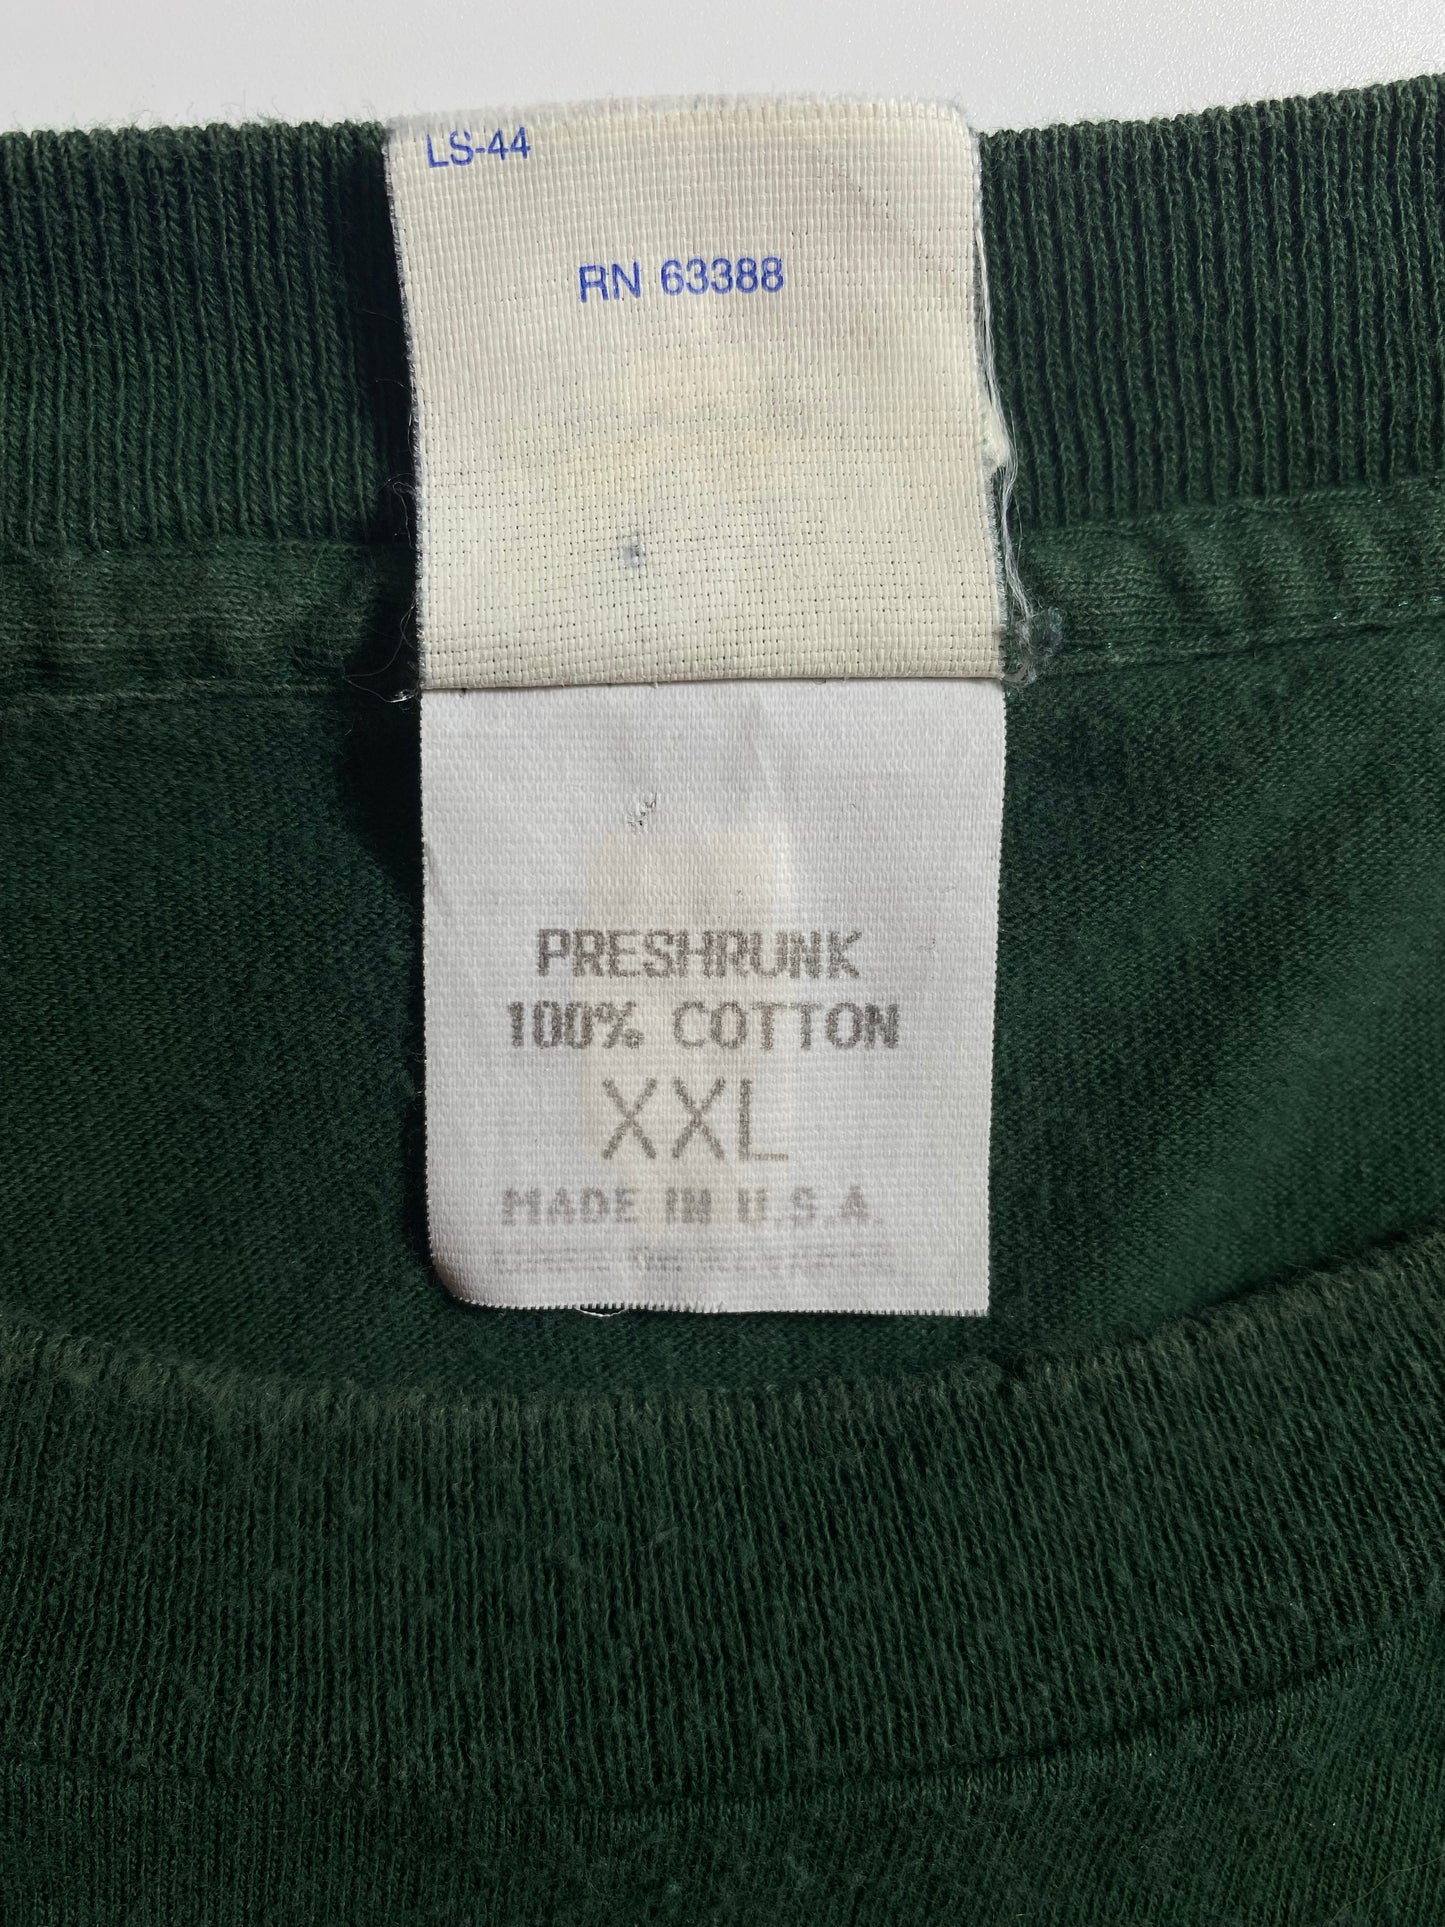 LS-44
RN 63388
PRESHRUNK
100% COTTON
XXL
MADE IN U.S.A.